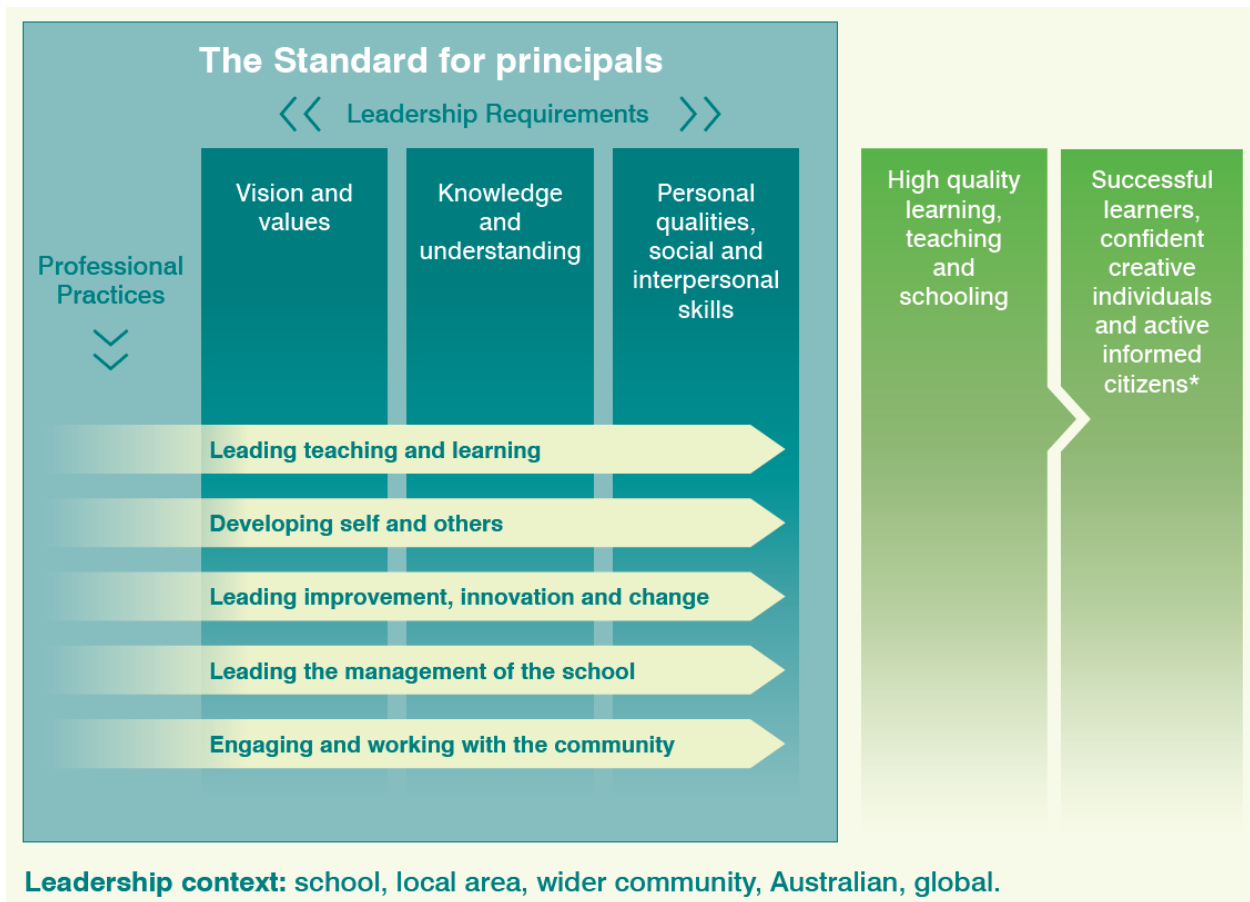 The Standard for principals
Leadership Requirements
Vision and
values
Knowledge
and
understanding
Personal
qualities,
social and
interpersonal
skills
High quality
learning,
teaching
and
schooling
Successful
learners,
confident
creative
individuals
and active
informed
citizens*
Professional
Practices
Leading teaching and learning
Developing self and others
Leading improvement, innovation and change
Leading the management of the school
Engaging and working with the community
Leadership context: school, local area, wider community, Australian, global.